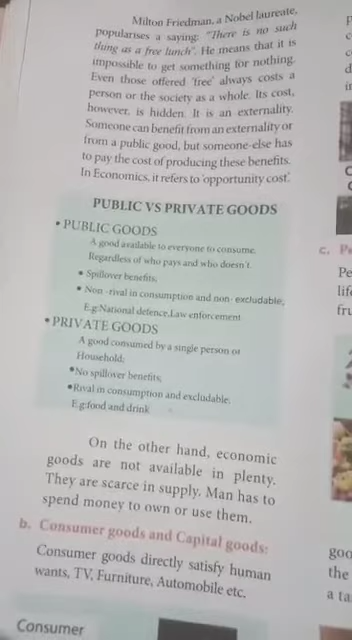 Milton Friedman, a Nobel laureate,
popularises a saying: "There is no such
thing as a free lunch". He means that it is
impossible to get something for nothing.
Even those offered 'free' always costs a
person or the society as a whole. Its cost,
however, is hidden. It is an externality.
Someone can benefit from an externality or
from a public good, but someone else has
to pay the cost of producing these benefits.
In Economics, it refers to 'opportunity cost'.
PUBLIC VS PRIVATE GOODS
• PUBLIC GOODS
A good available to everyone to consume,
Regardless of who pays and who doesn't.
• Spillover benefits;
• Non -rival in consumption and non- excludable;
E.g:National defence,Law enforcement
• PRIVATE GOODS
A good consumed by a single person or
Household;
•No spillover benefits;
•Rival in consumption and excludable.
E.g:food and drink
On the other hand, economic
goods are not available in plenty.
They are scarce in supply. Man has to
spend money to own or use them.
b. Consumer goods and Capital goods:
Consumer goods directly satisfy human
wants, TV, Furniture, Automobile etc.
Consumer
c.
goo
the
a ta